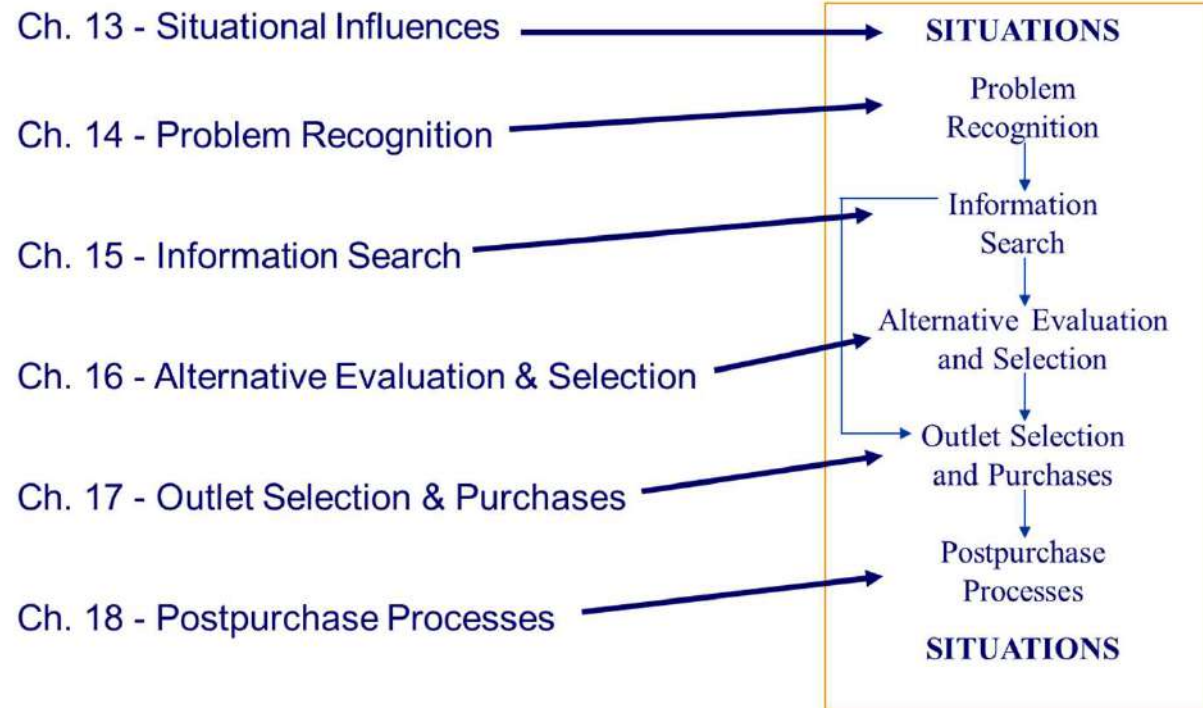 Ch. 13 - Situational Influences
Ch. 14 - Problem Recognition
Ch. 15 - Information Search
Ch. 16 - Alternative Evaluation & Selection
Ch. 17 - Outlet Selection & Purchases
Ch. 18 - Postpurchase Processes
SITUATIONS
Problem
Recognition
Information
Search
Alternative Evaluation
and Selection
Outlet Selection
and Purchases
Postpurchase
Processes
SITUATIONS